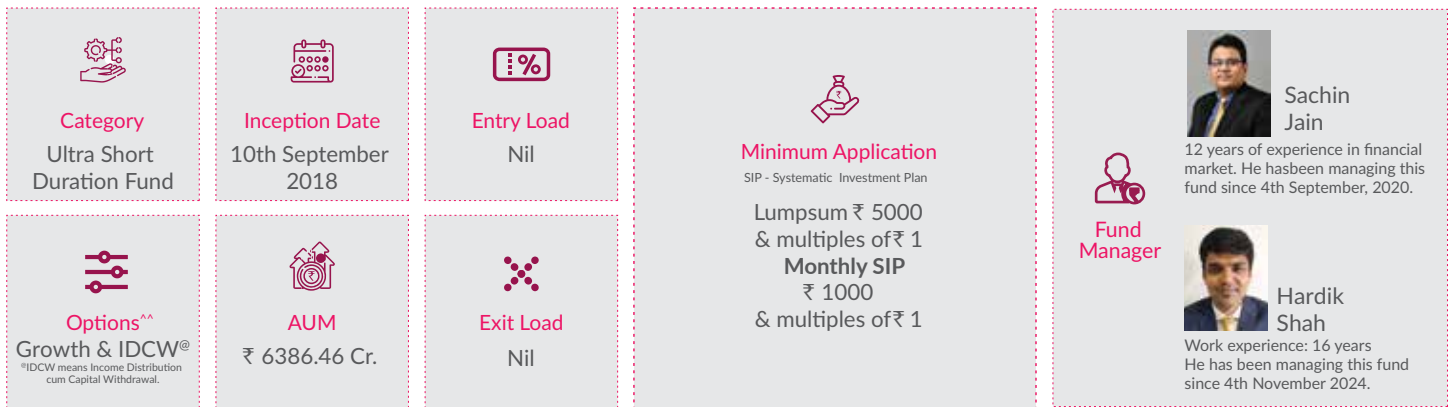 Category
Ultra Short
Duration Fund
Inception Date
10th September
2018
%
Entry Load
Nil
Options^^
Growth & IDCW@
@IDCW means Income Distribution
cum Capital Withdrawal.
₹
AUM
₹ 6386.46 Cr.
Exit Load
Nil
₹
Minimum Application
SIP - Systematic Investment Plan
Lumpsum ₹ 5000
& multiples of₹ 1
Monthly SIP
₹ 1000
& multiples of₹ 1
₹
Fund
Manager
Sachin
Jain
12 years of experience in financial
market. He hasbeen managing this
fund since 4th September, 2020.
Hardik
Shah
Work experience: 16 years
He has been managing this fund
since 4th November 2024.